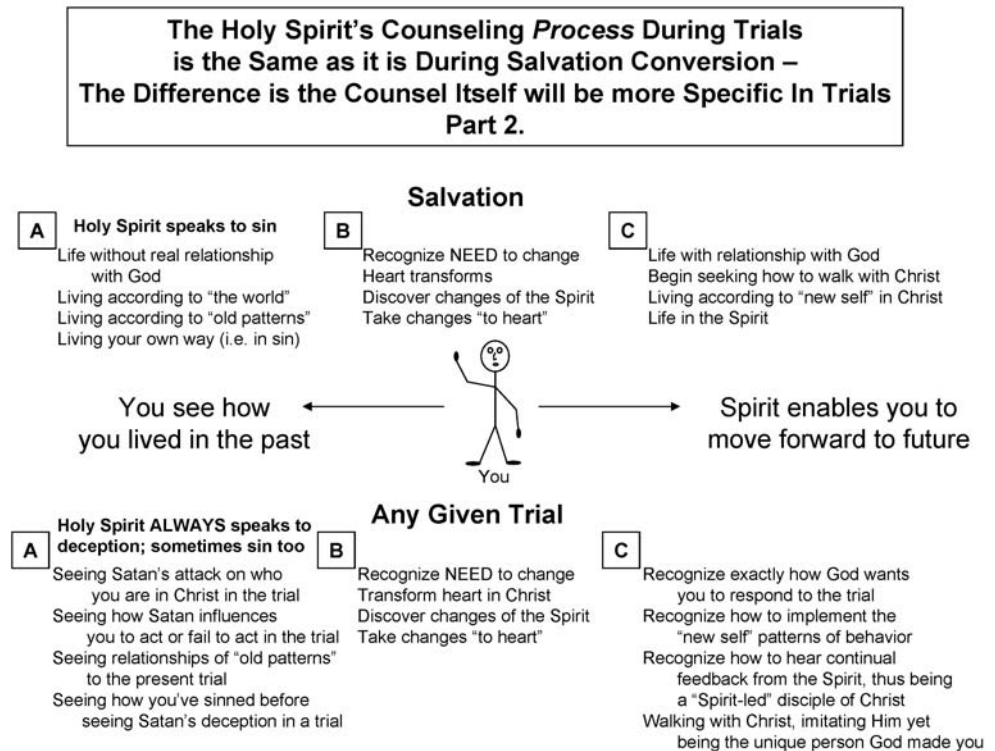 The Holy Spirit's Counseling Process During Trials
is the Same as it is During Salvation Conversion –
The Difference is the Counsel Itself will be more Specific In Trials
Part 2.
Salvation
A
Holy Spirit speaks to sin
Life without real relationship
with God
Living according to “the world”
Living according to “old patterns”
Living your own way (i.e. in sin)
B
Recognize NEED to change
Heart transforms
Discover changes of the Spirit
Take changes “to heart”
C
Life with relationship with God
Begin seeking how to walk with Christ
Living according to “new self” in Christ
Life in the Spirit
You see how
you lived in the past
You
Spirit enables you to
move forward to future
Any Given Trial
A
Holy Spirit ALWAYS speaks to
deception; sometimes sin too
Seeing Satan's attack on who
you are in Christ in the trial
Seeing how Satan influences
you to act or fail to act in the trial
Seeing relationships of “old patterns”
to the present trial
Seeing how you've sinned before
seeing Satan's deception in a trial
B
Recognize NEED to change
Transform heart in Christ
Discover changes of the Spirit
Take changes “to heart”
C
Recognize exactly how God wants
you to respond to the trial
Recognize how to implement the
“new self” patterns of behavior
Recognize how to hear continual
feedback from the Spirit, thus being
a “Spirit-led” disciple of Christ
Walking with Christ, imitating Him yet
being the unique person God made you